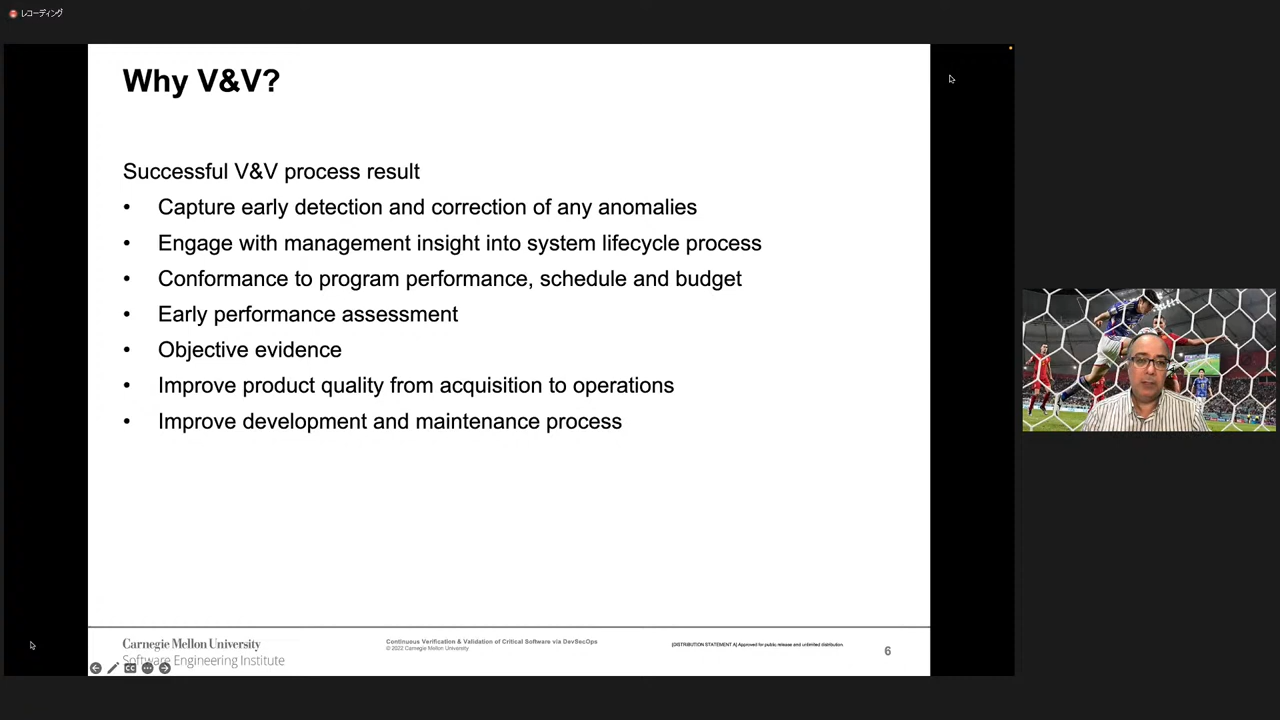 レコーディング
Why V&V?
Successful V&V process result
• Capture early detection and correction of any anomalies
• Engage with management insight into system lifecycle process
• Conformance to program performance, schedule and budget
• Early performance assessment
• Objective evidence
• Improve product quality from acquisition to operations
• Improve development and maintenance process
Carnegie Mellon University
Software Engineering Institute
Continuous Verification & Validation of Critical Software via DevSecOps
© 2022 Carnegie Mellon University
[DISTRIBUTION STATEMENT A] Approved for public release and unlimited distribution.
6